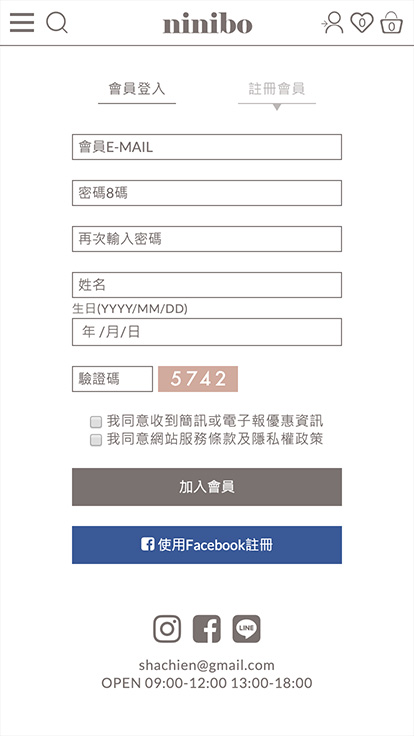 ninibo
0
0
會員登入
註冊會員
會員E-MAIL
密碼8碼
再次輸入密碼
姓名
生日(YYYY/MM/DD)
年 /月/日
驗證碼
5742
我同意收到簡訊或電子報優惠資訊
我同意網站服務條款及隱私權政策
加入會員
使用Facebook註冊
LINE
shachien@gmail.com
OPEN 09:00-12:00 13:00-18:00